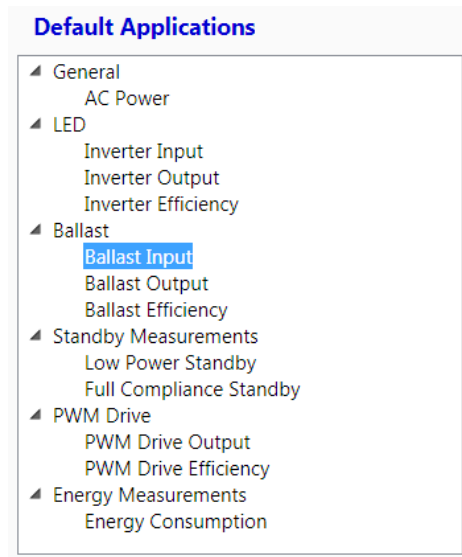 Default Applications
General
AC Power
LED
Inverter Input
Inverter Output
Inverter Efficiency
Ballast
Ballast Input
Ballast Output
Ballast Efficiency
Standby Measurements
Low Power Standby
Full Compliance Standby
PWM Drive
PWM Drive Output
PWM Drive Efficiency
Energy Measurements
Energy Consumption